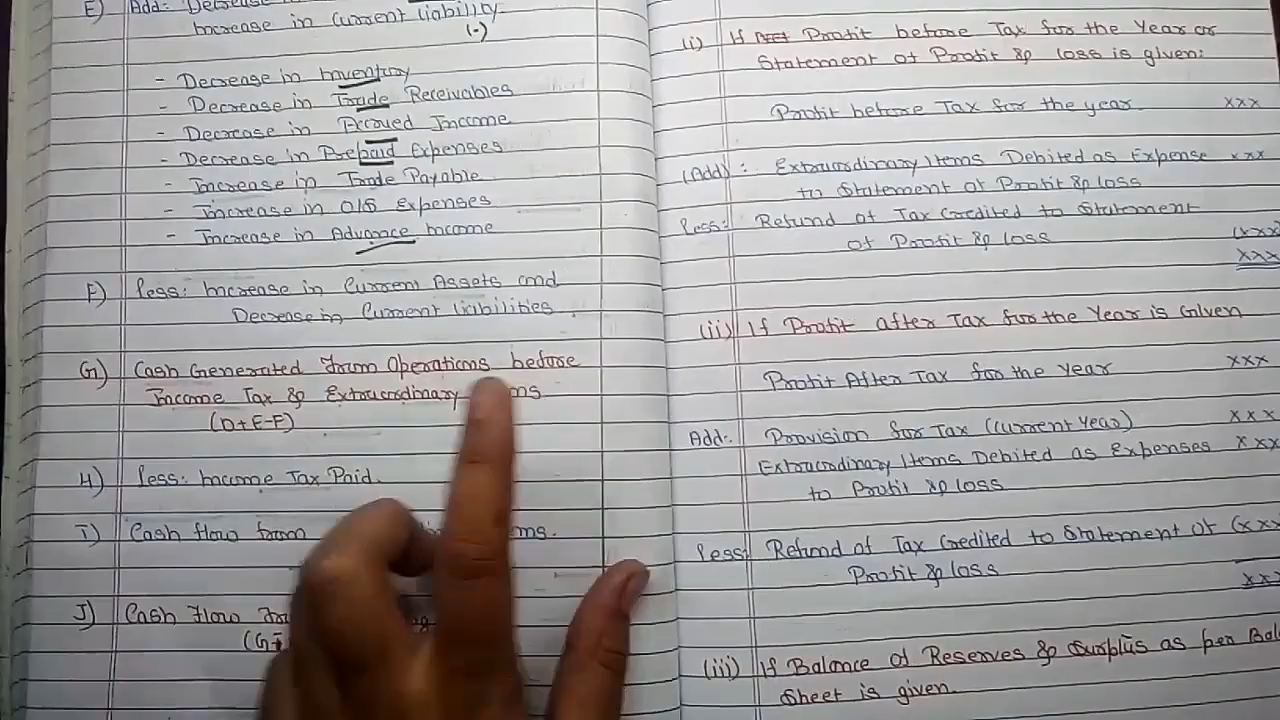 E) Add: Decrease in
Increase in Current liability
(-)
- Decrease in Inventory
- Decrease in Trade Receivables
- Decrease in Accrued Income
- Decrease in Prepaid Expenses
- Increase in Trade Payable
- Increase in O/S Expenses
- Increase in Advance Income
F) Less: Increase in Current Assets and
Decrease in Current Liabilities
G) Cash Generated from Operations before
Income Tax & Extraordinary
(D+E-F)
H) Less: Income Tax Paid.
I) Cash flow from
J) Cash Flow
(i) If Profit before Tax for the Year or
Statement of Profit & loss is given:
Profit before Tax for the year xxx
(Add): Extraordinary Items Debited as Expense xxx
to Statement of Profit & loss
Less: Refund of Tax Credited to Statement
of Profit & loss (xxx
xxx
(ii) If Profit after Tax for the Year is Given
Profit After Tax for the Year xxx
Add: Provision for Tax (Current Year) xxx
Extraordinary Items Debited as Expenses xxx
to Profit & loss
Less: Refund of Tax Credited to Statement of (xxx
Profit & loss
xxx
(iii) If Balance of Reserves & Surplus as per Bal
Sheet is given.